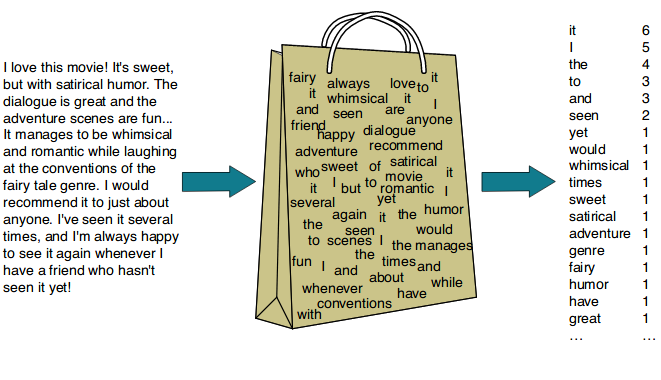 I love this movie! It's sweet,
but with satirical humor. The
dialogue is great and the
adventure scenes are fun...
It manages to be whimsical
and romantic while laughing
at the conventions of the
fairy tale genre. I would
recommend it to just about
anyone. I've seen it several
times, and I'm always happy
to see it again whenever I
have a friend who hasn't
seen it yet!
fairy always love to it
it whimsical it I
and seen are anyone
friend happy dialogue
adventure recommend
who sweet of satirical
it I but to movie it
romantic I
several yet
again it the humor
the seen would
to scenes I the manages
fun the times and
I and about
whenever have while
conventions
with
it 6
I 5
the 4
to 3
and 3
seen 2
yet 1
would 1
whimsical 1
times 1
sweet 1
satirical 1
adventure 1
genre 1
fairy 1
humor 1
have 1
great 1
... ...